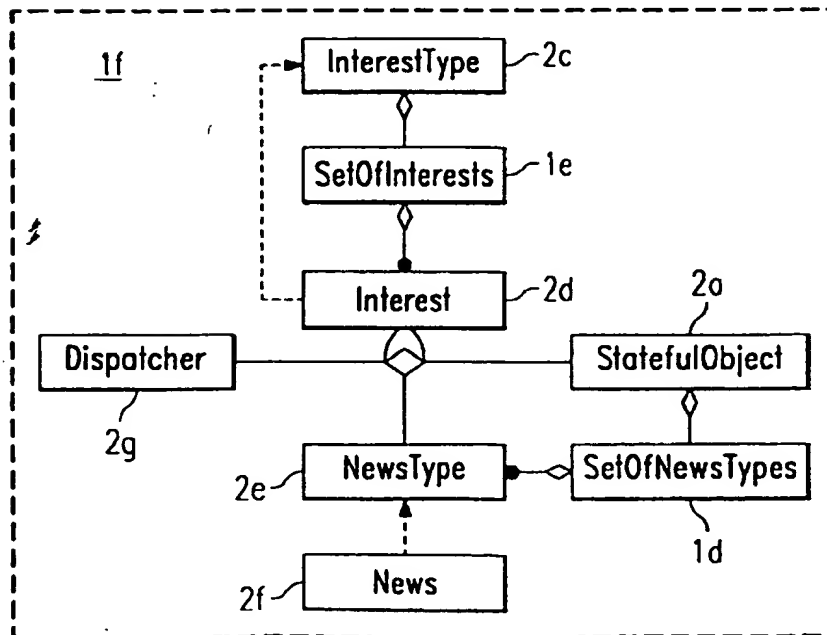 1f
InterestType
2c
SetOfInterests
1e
Interest
2d
2a
Dispatcher
StatefulObject
2g
2e
NewsType
SetOfNewsTypes
1d
2f
News